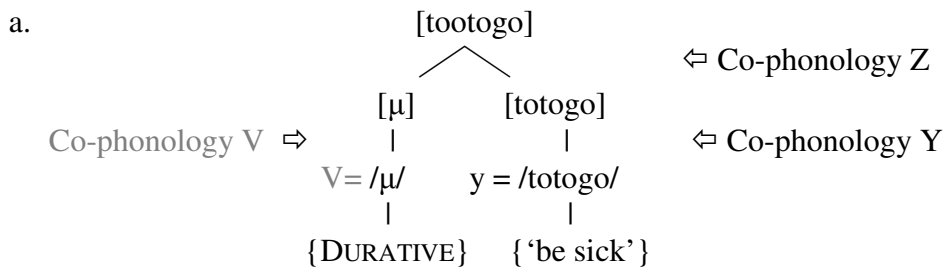 a.
[tootogo]
⇦ Co-phonology Z
[μ] [totogo]
Co-phonology V ⇨ ⇦ Co-phonology Y
V= /μ/ y = /totogo/
{DURATIVE} {‘be sick’}